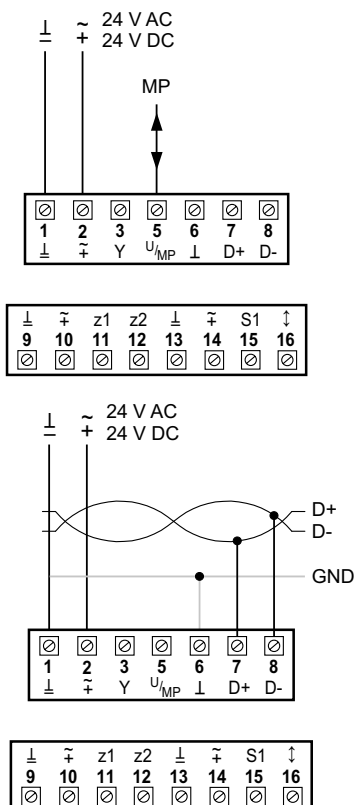 ⊥ ~ 24 V AC
– + 24 V DC
MP
1 2 3 5 6 7 8
⊥ ~+ Y U/MP ⊥ D+ D-
⊥ ~+ z1 z2 ⊥ ~+ S1 ↕
9 10 11 12 13 14 15 16
⊥ ~ 24 V AC
– + 24 V DC
D+
D-
GND
1 2 3 5 6 7 8
⊥ ~+ Y U/MP ⊥ D+ D-
⊥ ~+ z1 z2 ⊥ ~+ S1 ↕
9 10 11 12 13 14 15 16